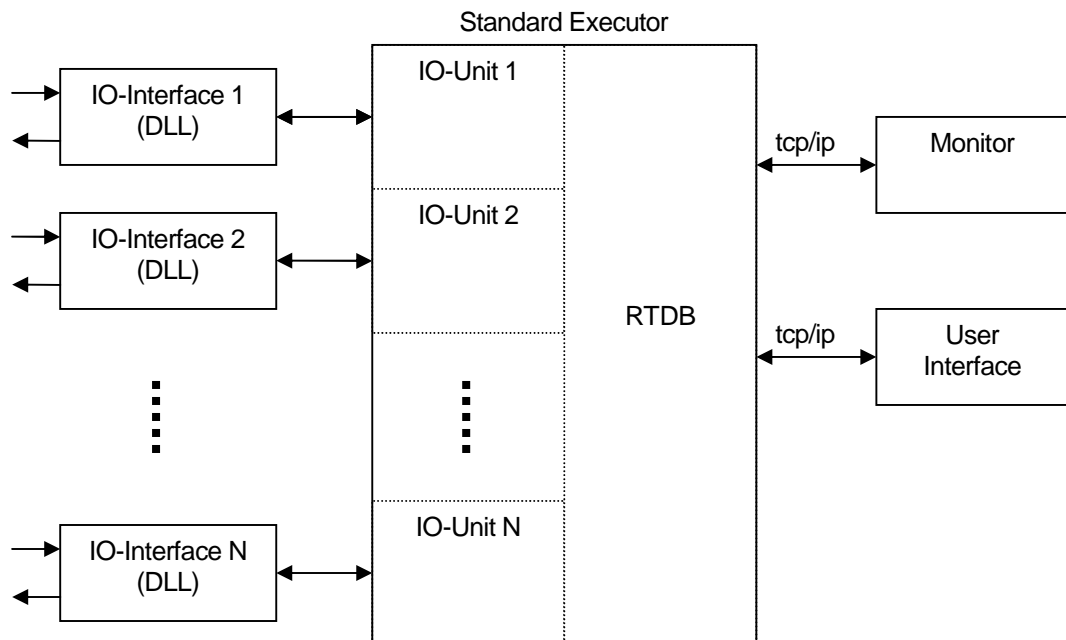 Standard Executor
IO-Interface 1
(DLL)
IO-Unit 1
tcp/ip
Monitor
IO-Interface 2
(DLL)
IO-Unit 2
RTDB
tcp/ip
User
Interface
IO-Interface N
(DLL)
IO-Unit N